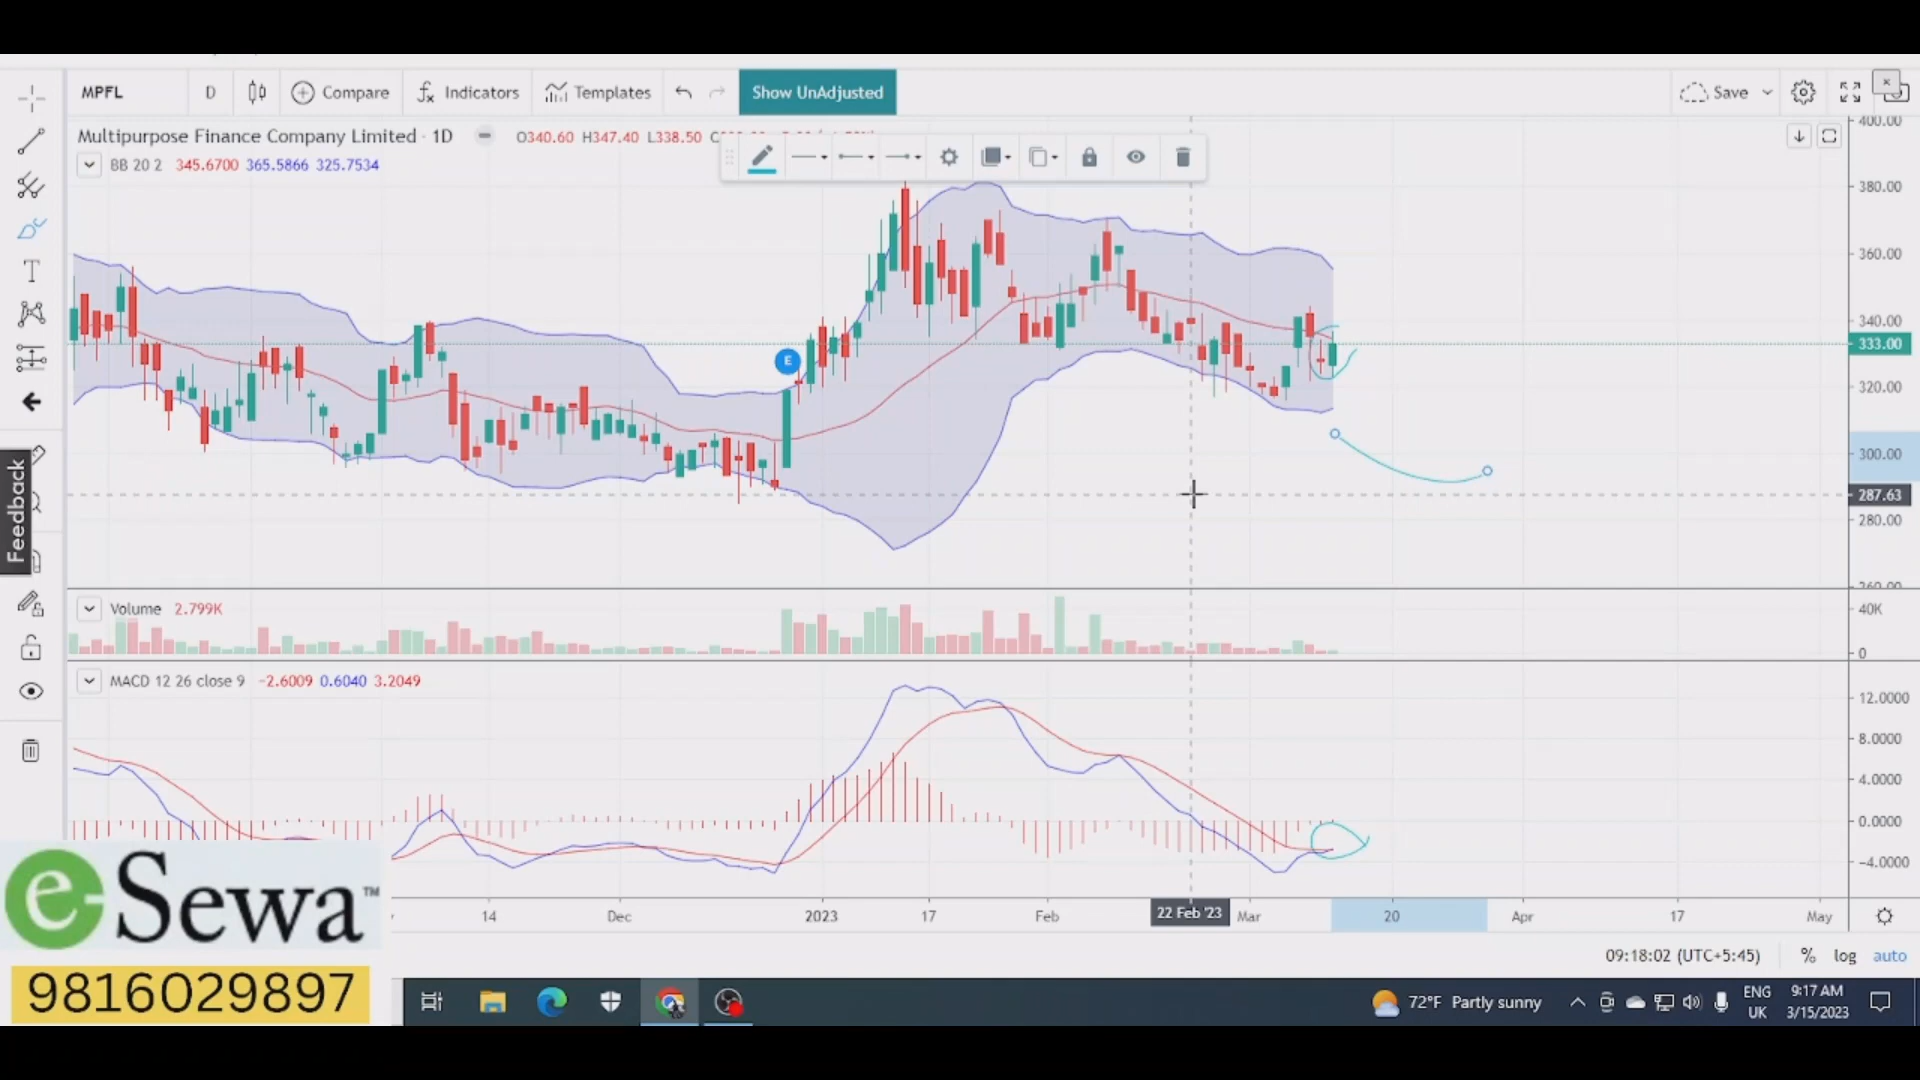 MPFL D Compare Indicators Templates Show UnAdjusted Save
Multipurpose Finance Company Limited · 1D O340.60 H347.40 L338.50
BB 20 2 345.6700 365.5866 325.7534
400.00
380.00
360.00
340.00
333.00
320.00
300.00
287.63
280.00
260.00
E
Feedback
Volume 2.799K
40K
0
MACD 12 26 close 9 -2.6009 0.6040 3.2049
12.0000
8.0000
4.0000
0.0000
-4.0000
14 Dec 2023 17 Feb 22 Feb '23 Mar 20 Apr 17 May
09:18:02 (UTC+5:45) % log auto
e-Sewa™
9816029897
72°F Partly sunny
ENG
UK
9:17 AM
3/15/2023